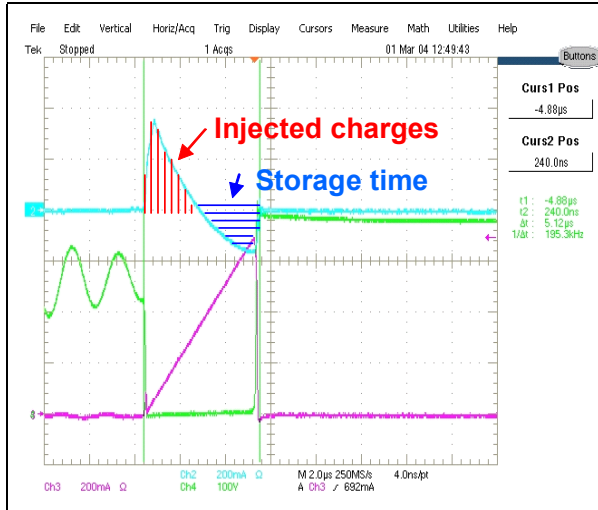 File Edit Vertical Horiz/Acq Trig Display Cursors Measure Math Utilities Help
Tek Stopped 1 Acqs 01 Mar 04 12:49:43
Buttons
Curs1 Pos
-4.88µs
Curs2 Pos
240.0ns
t1 : -4.88µs
t2 : 240.0ns
Δt : 5.12µs
1/Δt : 195.3kHz
Injected charges
Storage time
Ch2 200mA Ω M 2.0µs 250MS/s 4.0ns/pt
Ch3 200mA Ω Ch4 100V A Ch3 ∕ 692mA